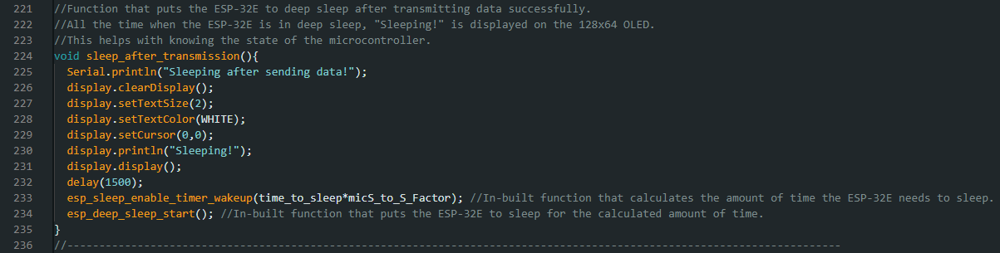 221 //Function that puts the ESP-32E to deep sleep after transmitting data successfully.
222 //All the time when the ESP-32E is in deep sleep, "Sleeping!" is displayed on the 128x64 OLED.
223 //This helps with knowing the state of the microcontroller.
224 void sleep_after_transmission(){
225   Serial.println("Sleeping after sending data!");
226   display.clearDisplay();
227   display.setTextSize(2);
228   display.setTextColor(WHITE);
229   display.setCursor(0,0);
230   display.println("Sleeping!");
231   display.display();
232   delay(1500);
233   esp_sleep_enable_timer_wakeup(time_to_sleep*micS_to_S_Factor); //In-built function that calculates the amount of time the ESP-32E needs to sleep.
234   esp_deep_sleep_start(); //In-built function that puts the ESP-32E to sleep for the calculated amount of time.
235 }
236 //-------------------------------------------------------------------------------------------------------------------------